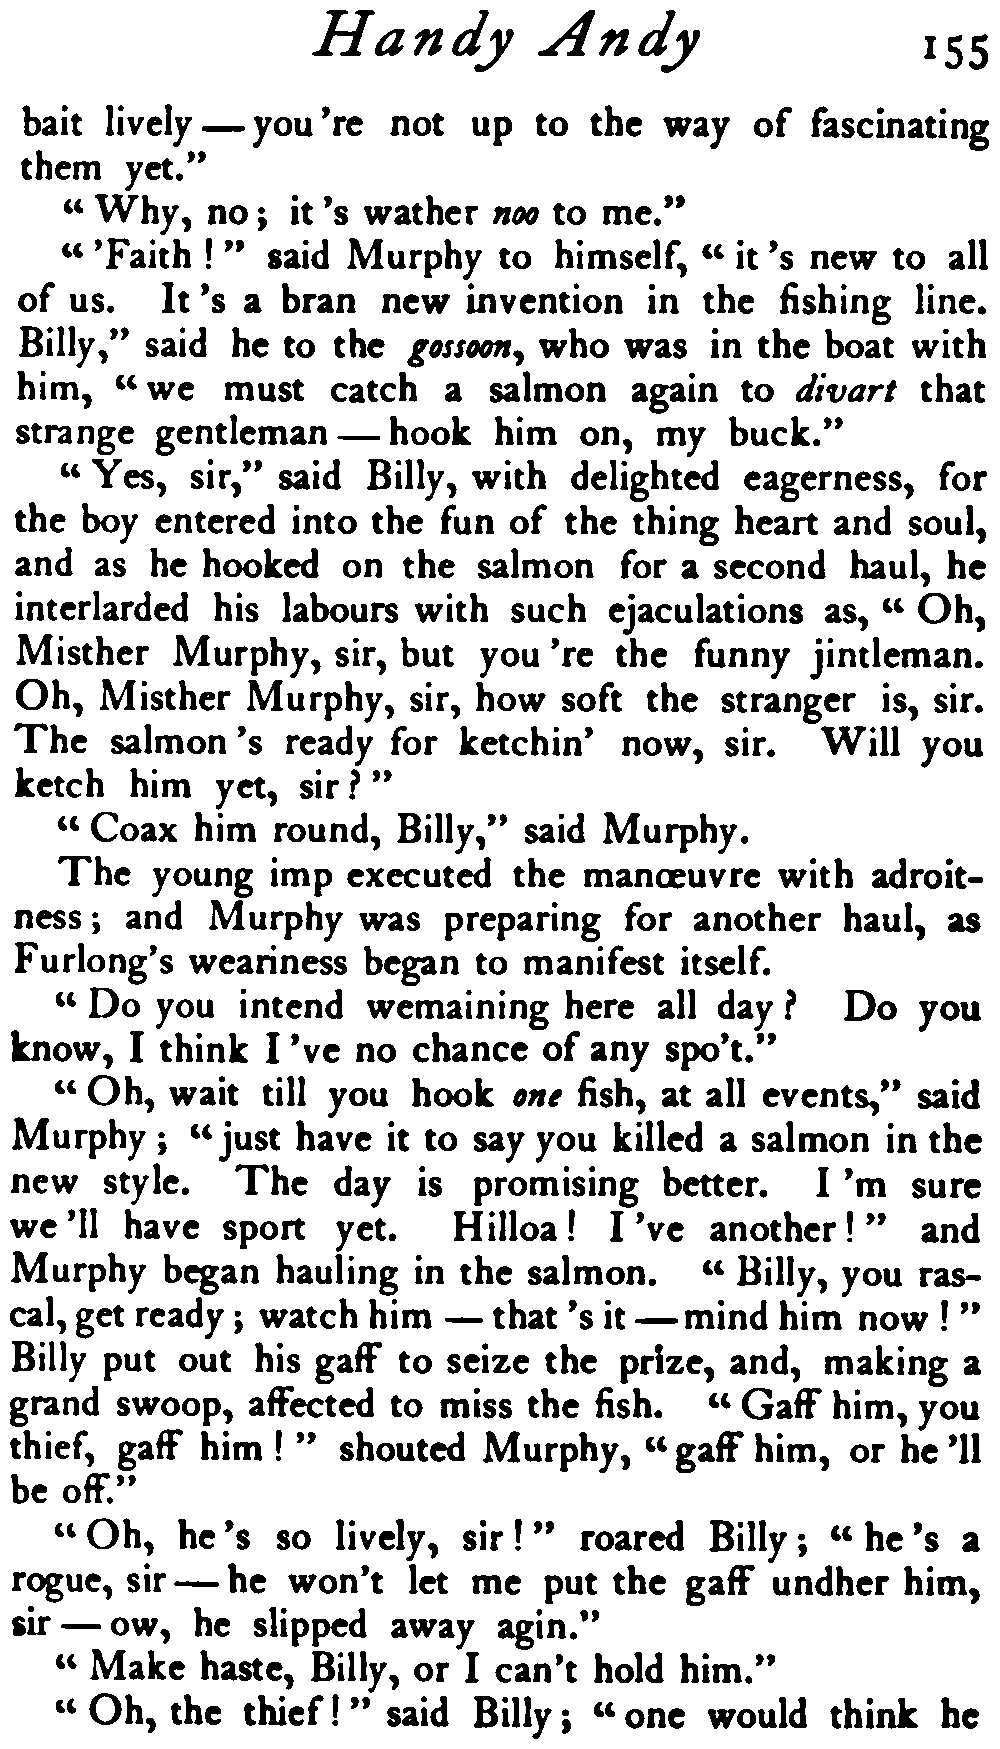 Handy Andy 155
bait lively — you're not up to the way of fascinating
them yet."
"Why, no; it's wather noo to me."
"'Faith!" said Murphy to himself, "it's new to all
of us. It's a bran new invention in the fishing line.
Billy," said he to the gossoon, who was in the boat with
him, "we must catch a salmon again to divart that
strange gentleman — hook him on, my buck."
"Yes, sir," said Billy, with delighted eagerness, for
the boy entered into the fun of the thing heart and soul,
and as he hooked on the salmon for a second haul, he
interlarded his labours with such ejaculations as, "Oh,
Misther Murphy, sir, but you're the funny jintleman.
Oh, Misther Murphy, sir, how soft the stranger is, sir.
The salmon's ready for ketchin' now, sir. Will you
ketch him yet, sir?"
"Coax him round, Billy," said Murphy.
The young imp executed the manœuvre with adroit-
ness; and Murphy was preparing for another haul, as
Furlong's weariness began to manifest itself.
"Do you intend wemaining here all day? Do you
know, I think I've no chance of any spo't."
"Oh, wait till you hook one fish, at all events," said
Murphy; "just have it to say you killed a salmon in the
new style. The day is promising better. I'm sure
we'll have sport yet. Hilloa! I've another!" and
Murphy began hauling in the salmon. "Billy, you ras-
cal, get ready; watch him — that's it — mind him now!"
Billy put out his gaff to seize the prize, and, making a
grand swoop, affected to miss the fish. "Gaff him, you
thief, gaff him!" shouted Murphy, "gaff him, or he'll
be off."
"Oh, he's so lively, sir!" roared Billy; "he's a
rogue, sir — he won't let me put the gaff undher him,
sir — ow, he slipped away agin."
"Make haste, Billy, or I can't hold him."
"Oh, the thief!" said Billy; "one would think he